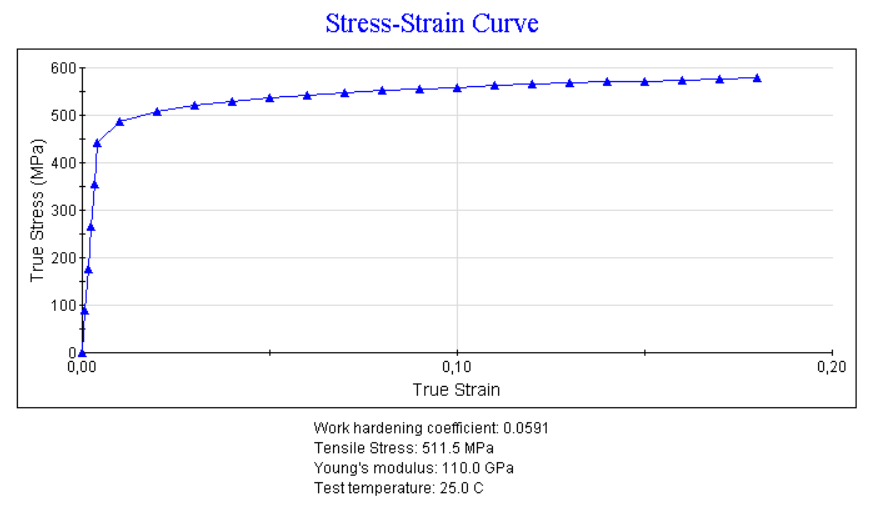 Stress-Strain Curve
600
500
400
300
200
100
0
True Stress (MPa)
0,00
0,10
0,20
True Strain
Work hardening coefficient: 0.0591
Tensile Stress: 511.5 MPa
Young's modulus: 110.0 GPa
Test temperature: 25.0 C